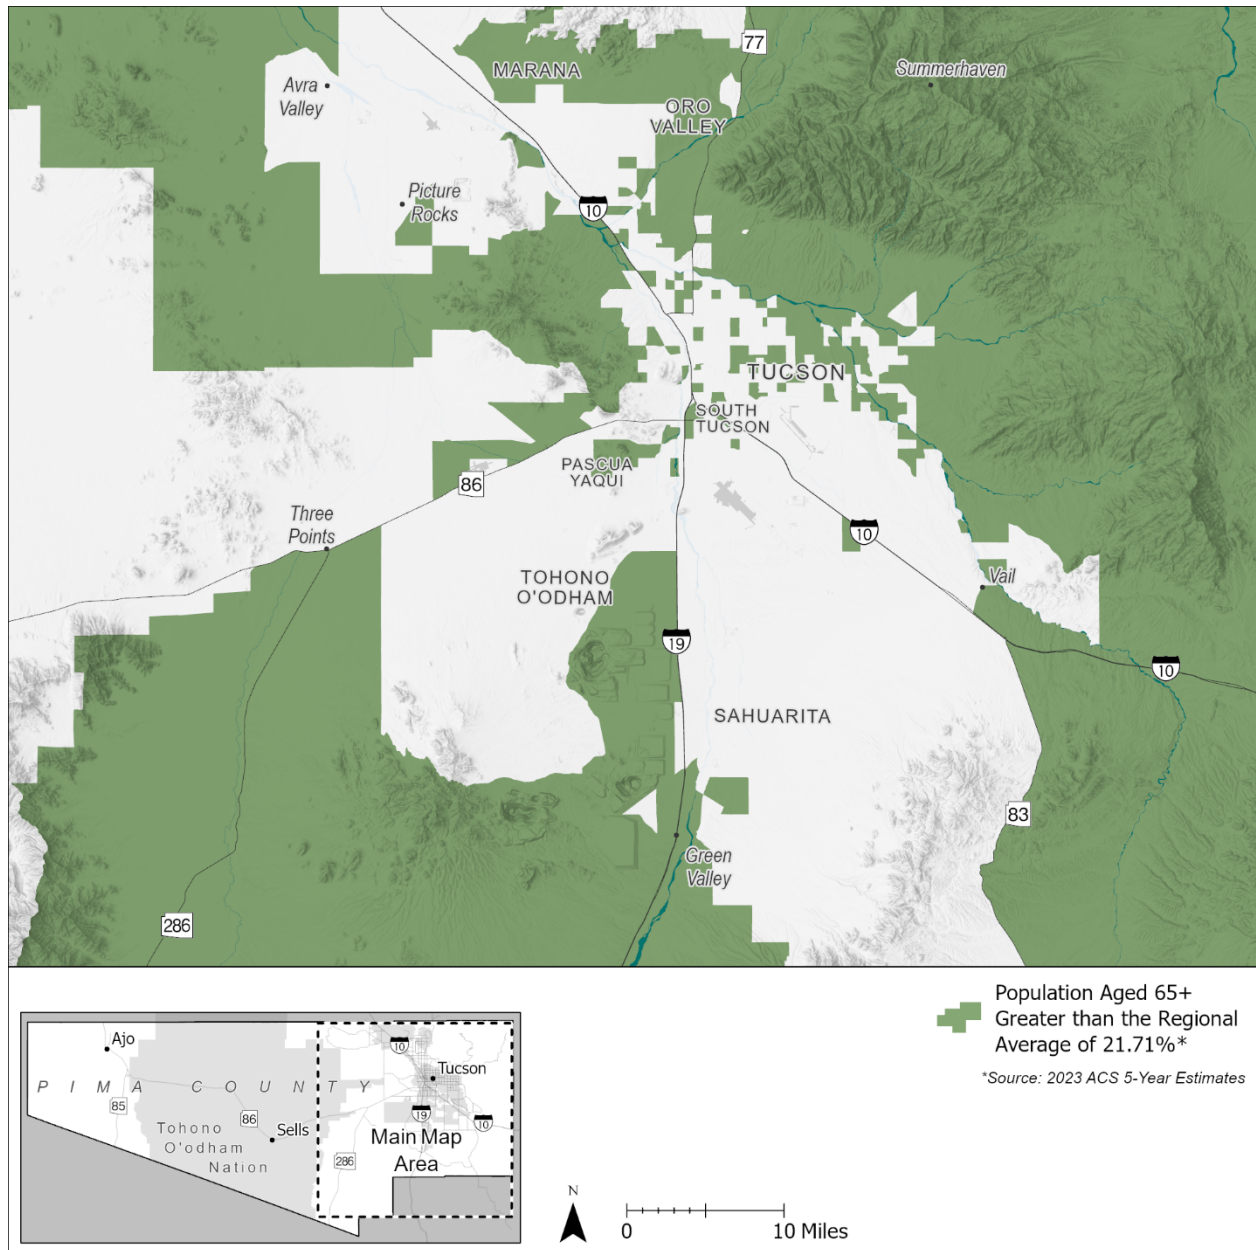 77
Summerhaven
MARANA
Avra
Valley
ORO
VALLEY
Picture
Rocks
10
TUCSON
SOUTH
TUCSON
PASCUA
YAQUI
86
Three
Points
10
TOHONO
O'ODHAM
Vail
19
10
SAHUARITA
83
Green
Valley
286
Population Aged 65+
Greater than the Regional
Average of 21.71%*
*Source: 2023 ACS 5-Year Estimates
Ajo
10
Tucson
PIMA COUNTY
85
86
19
10
Sells
Tohono
O'odham
Nation
Main Map
Area
286
N
0 10 Miles